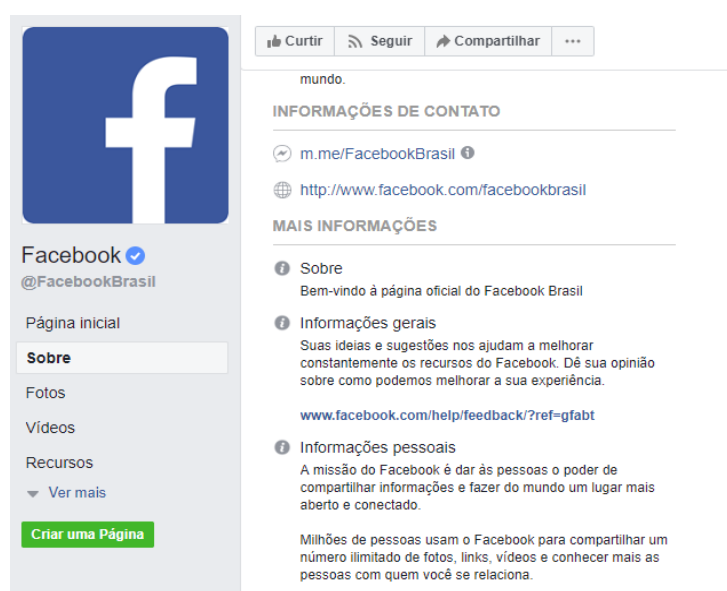 f
Facebook
@FacebookBrasil
Página inicial
Sobre
Fotos
Vídeos
Recursos
Ver mais
Criar uma Página
Curtir Seguir Compartilhar ...
mundo.
INFORMAÇÕES DE CONTATO
m.me/FacebookBrasil
http://www.facebook.com/facebookbrasil
MAIS INFORMAÇÕES
Sobre
Bem-vindo à página oficial do Facebook Brasil
Informações gerais
Suas ideias e sugestões nos ajudam a melhorar
constantemente os recursos do Facebook. Dê sua opinião
sobre como podemos melhorar a sua experiência.
www.facebook.com/help/feedback/?ref=gfabt
Informações pessoais
A missão do Facebook é dar às pessoas o poder de
compartilhar informações e fazer do mundo um lugar mais
aberto e conectado.
Milhões de pessoas usam o Facebook para compartilhar um
número ilimitado de fotos, links, vídeos e conhecer mais as
pessoas com quem você se relaciona.